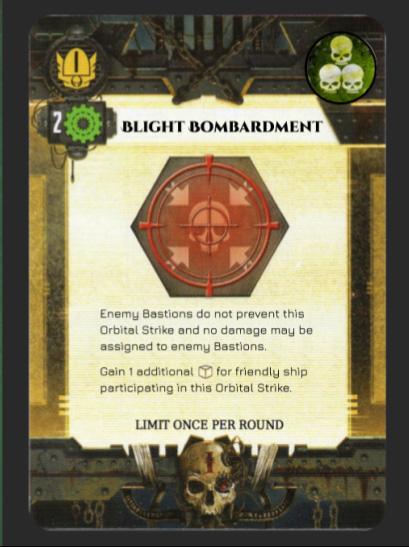 I
2
BLIGHT BOMBARDMENT
Enemy Bastions do not prevent this
Orbital Strike and no damage may be
assigned to enemy Bastions.
Gain 1 additional for friendly ship
participating in this Orbital Strike.
LIMIT ONCE PER ROUND
I